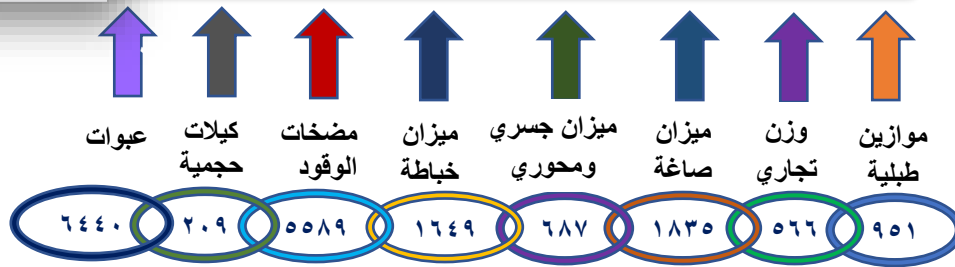 موازين وزن ميزان ميزان جسري ميزان مضخات كيلات عبوات
طبلية تجاري صاغة ومحوري خباطة الوقود حجمية
٩٥١ ٥٦٦ ١٨٣٥ ٦٨٧ ١٦٤٩ ٥٥٨٩ ٢٠٩ ٦٤٤٠